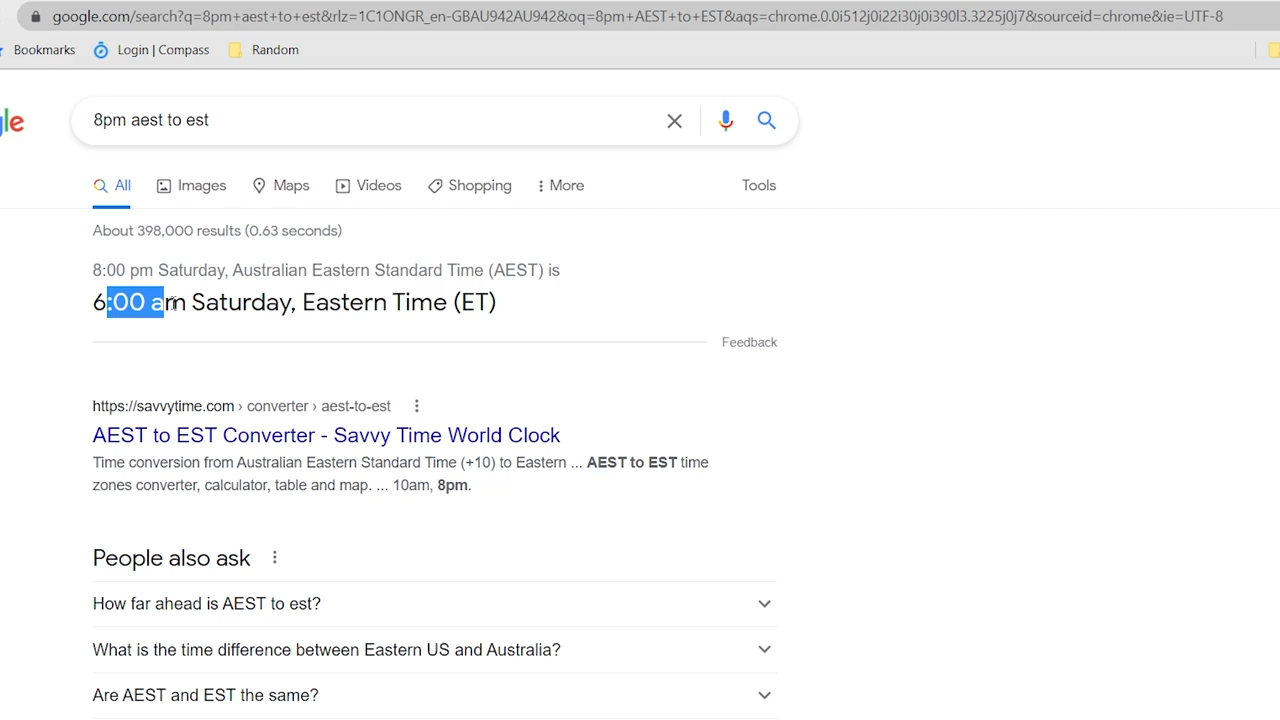 google.com/search?q=8pm+aest+to+est&rlz=1C1ONGR_en-GBAU942AU942&oq=8pm+AEST+to+EST&aqs=chrome.0.0i512j0i22i30j0i390l3.3225j0j7&sourceid=chrome&ie=UTF-8
Bookmarks Login | Compass Random
gle 8pm aest to est
All Images Maps Videos Shopping More Tools
About 398,000 results (0.63 seconds)
8:00 pm Saturday, Australian Eastern Standard Time (AEST) is
6:00 am Saturday, Eastern Time (ET)
Feedback
https://savvytime.com › converter › aest-to-est
AEST to EST Converter - Savvy Time World Clock
Time conversion from Australian Eastern Standard Time (+10) to Eastern ... AEST to EST time
zones converter, calculator, table and map. ... 10am, 8pm.
People also ask
How far ahead is AEST to est?
What is the time difference between Eastern US and Australia?
Are AEST and EST the same?